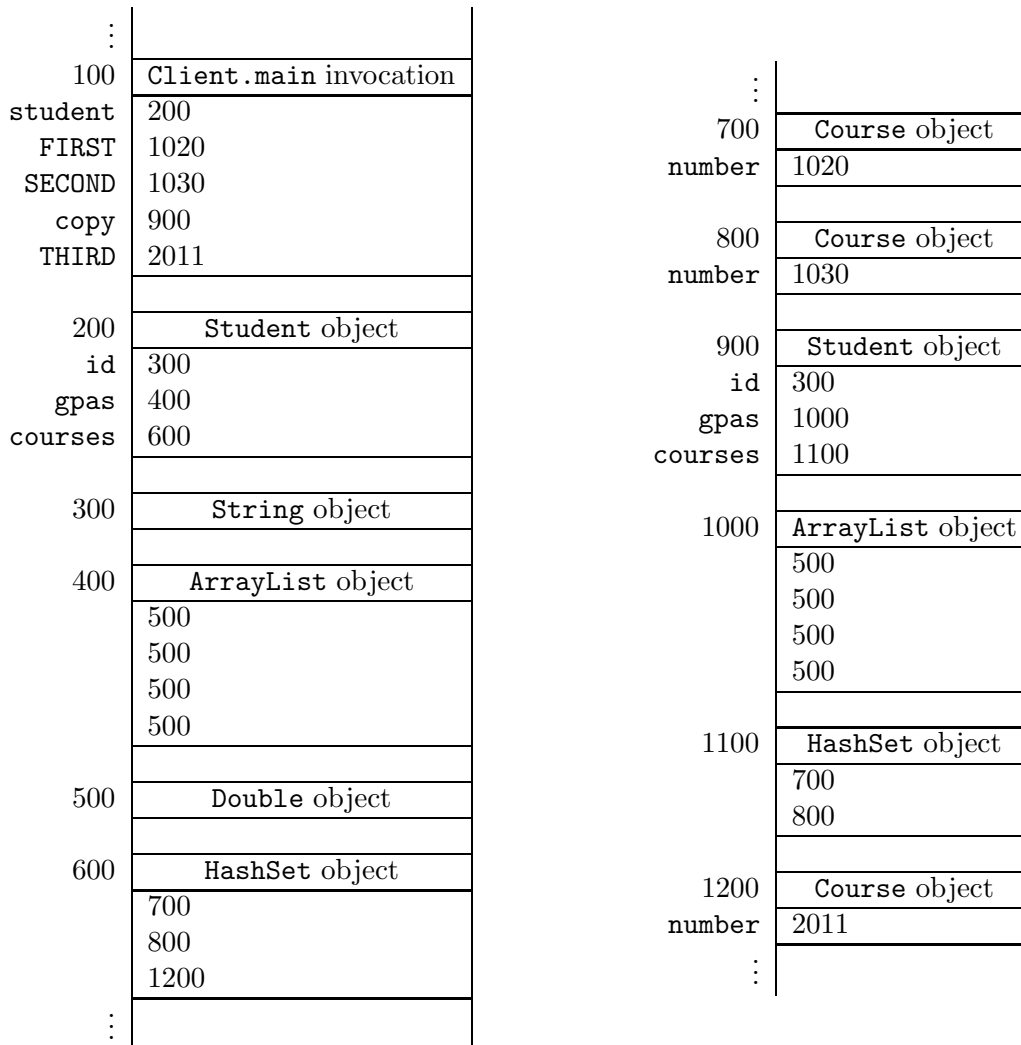 ⋮
100 Client.main invocation
student 200
FIRST 1020
SECOND 1030
copy 900
THIRD 2011
200 Student object
id 300
gpas 400
courses 600
300 String object
400 ArrayList object
500
500
500
500
500 Double object
600 HashSet object
700
800
1200
⋮
⋮
700 Course object
number 1020
800 Course object
number 1030
900 Student object
id 300
gpas 1000
courses 1100
1000 ArrayList object
500
500
500
500
1100 HashSet object
700
800
1200 Course object
number 2011
⋮